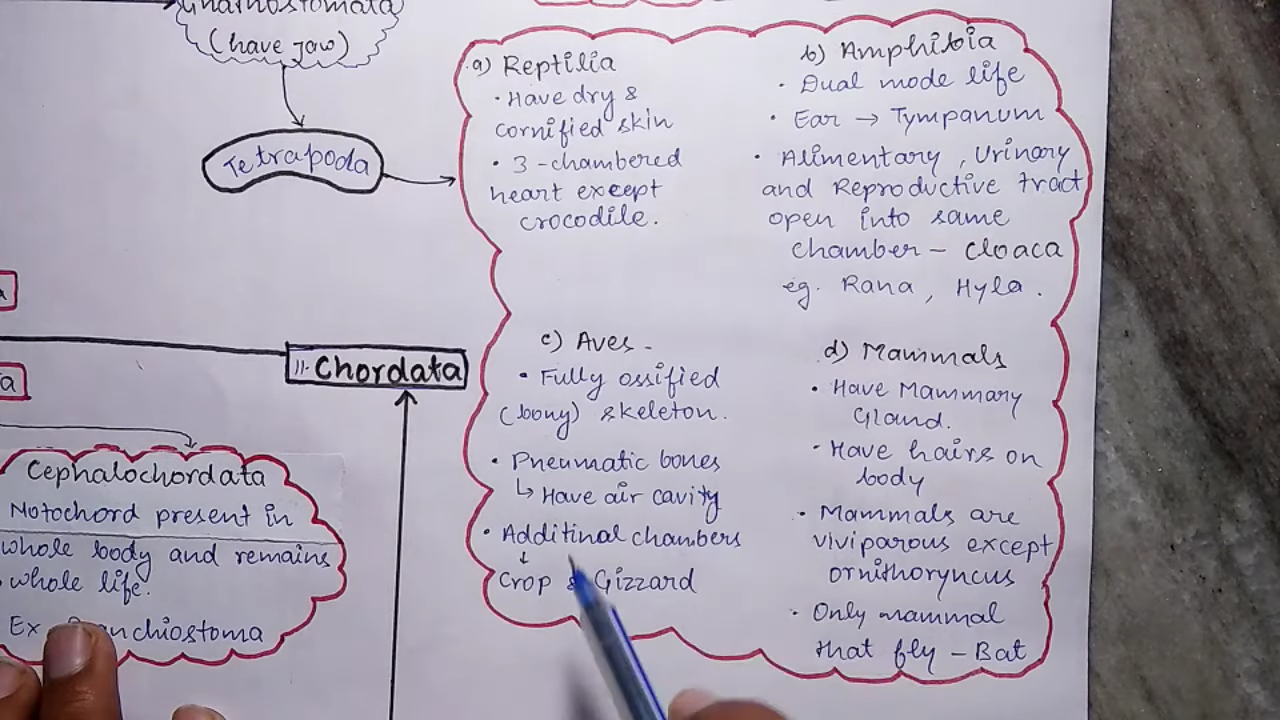 Gnathostomata
(have jaw)
Tetrapoda
a) Reptilia
• Have dry &
cornified skin
• 3-chambered
heart except
crocodile.
b) Amphibia
• Dual mode life
• Ear → Tympanum
• Alimentary, Urinary
and Reproductive tract
open into same
chamber - Cloaca
eg. Rana, Hyla.
c) Aves -
• Fully ossified
(bony) skeleton.
• Pneumatic bones
↳ Have air cavity
• Additinal chambers
↓
Crop & Gizzard
d) Mammals
• Have Mammary
Gland.
• Have hairs on
body
• Mammals are
viviparous except
ornithoryncus
• Only mammal
that fly - Bat
11. Chordata
Cephalochordata
Notochord present in
whole body and remains
whole life.
Ex